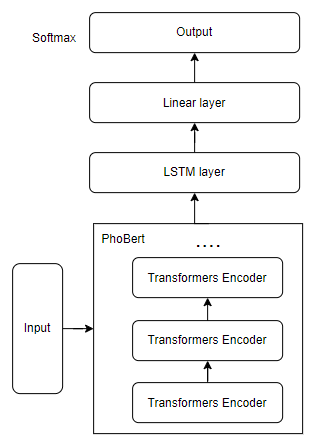 Softmax
Output
Linear layer
LSTM layer
PhoBert
....
Transformers Encoder
Input
Transformers Encoder
Transformers Encoder